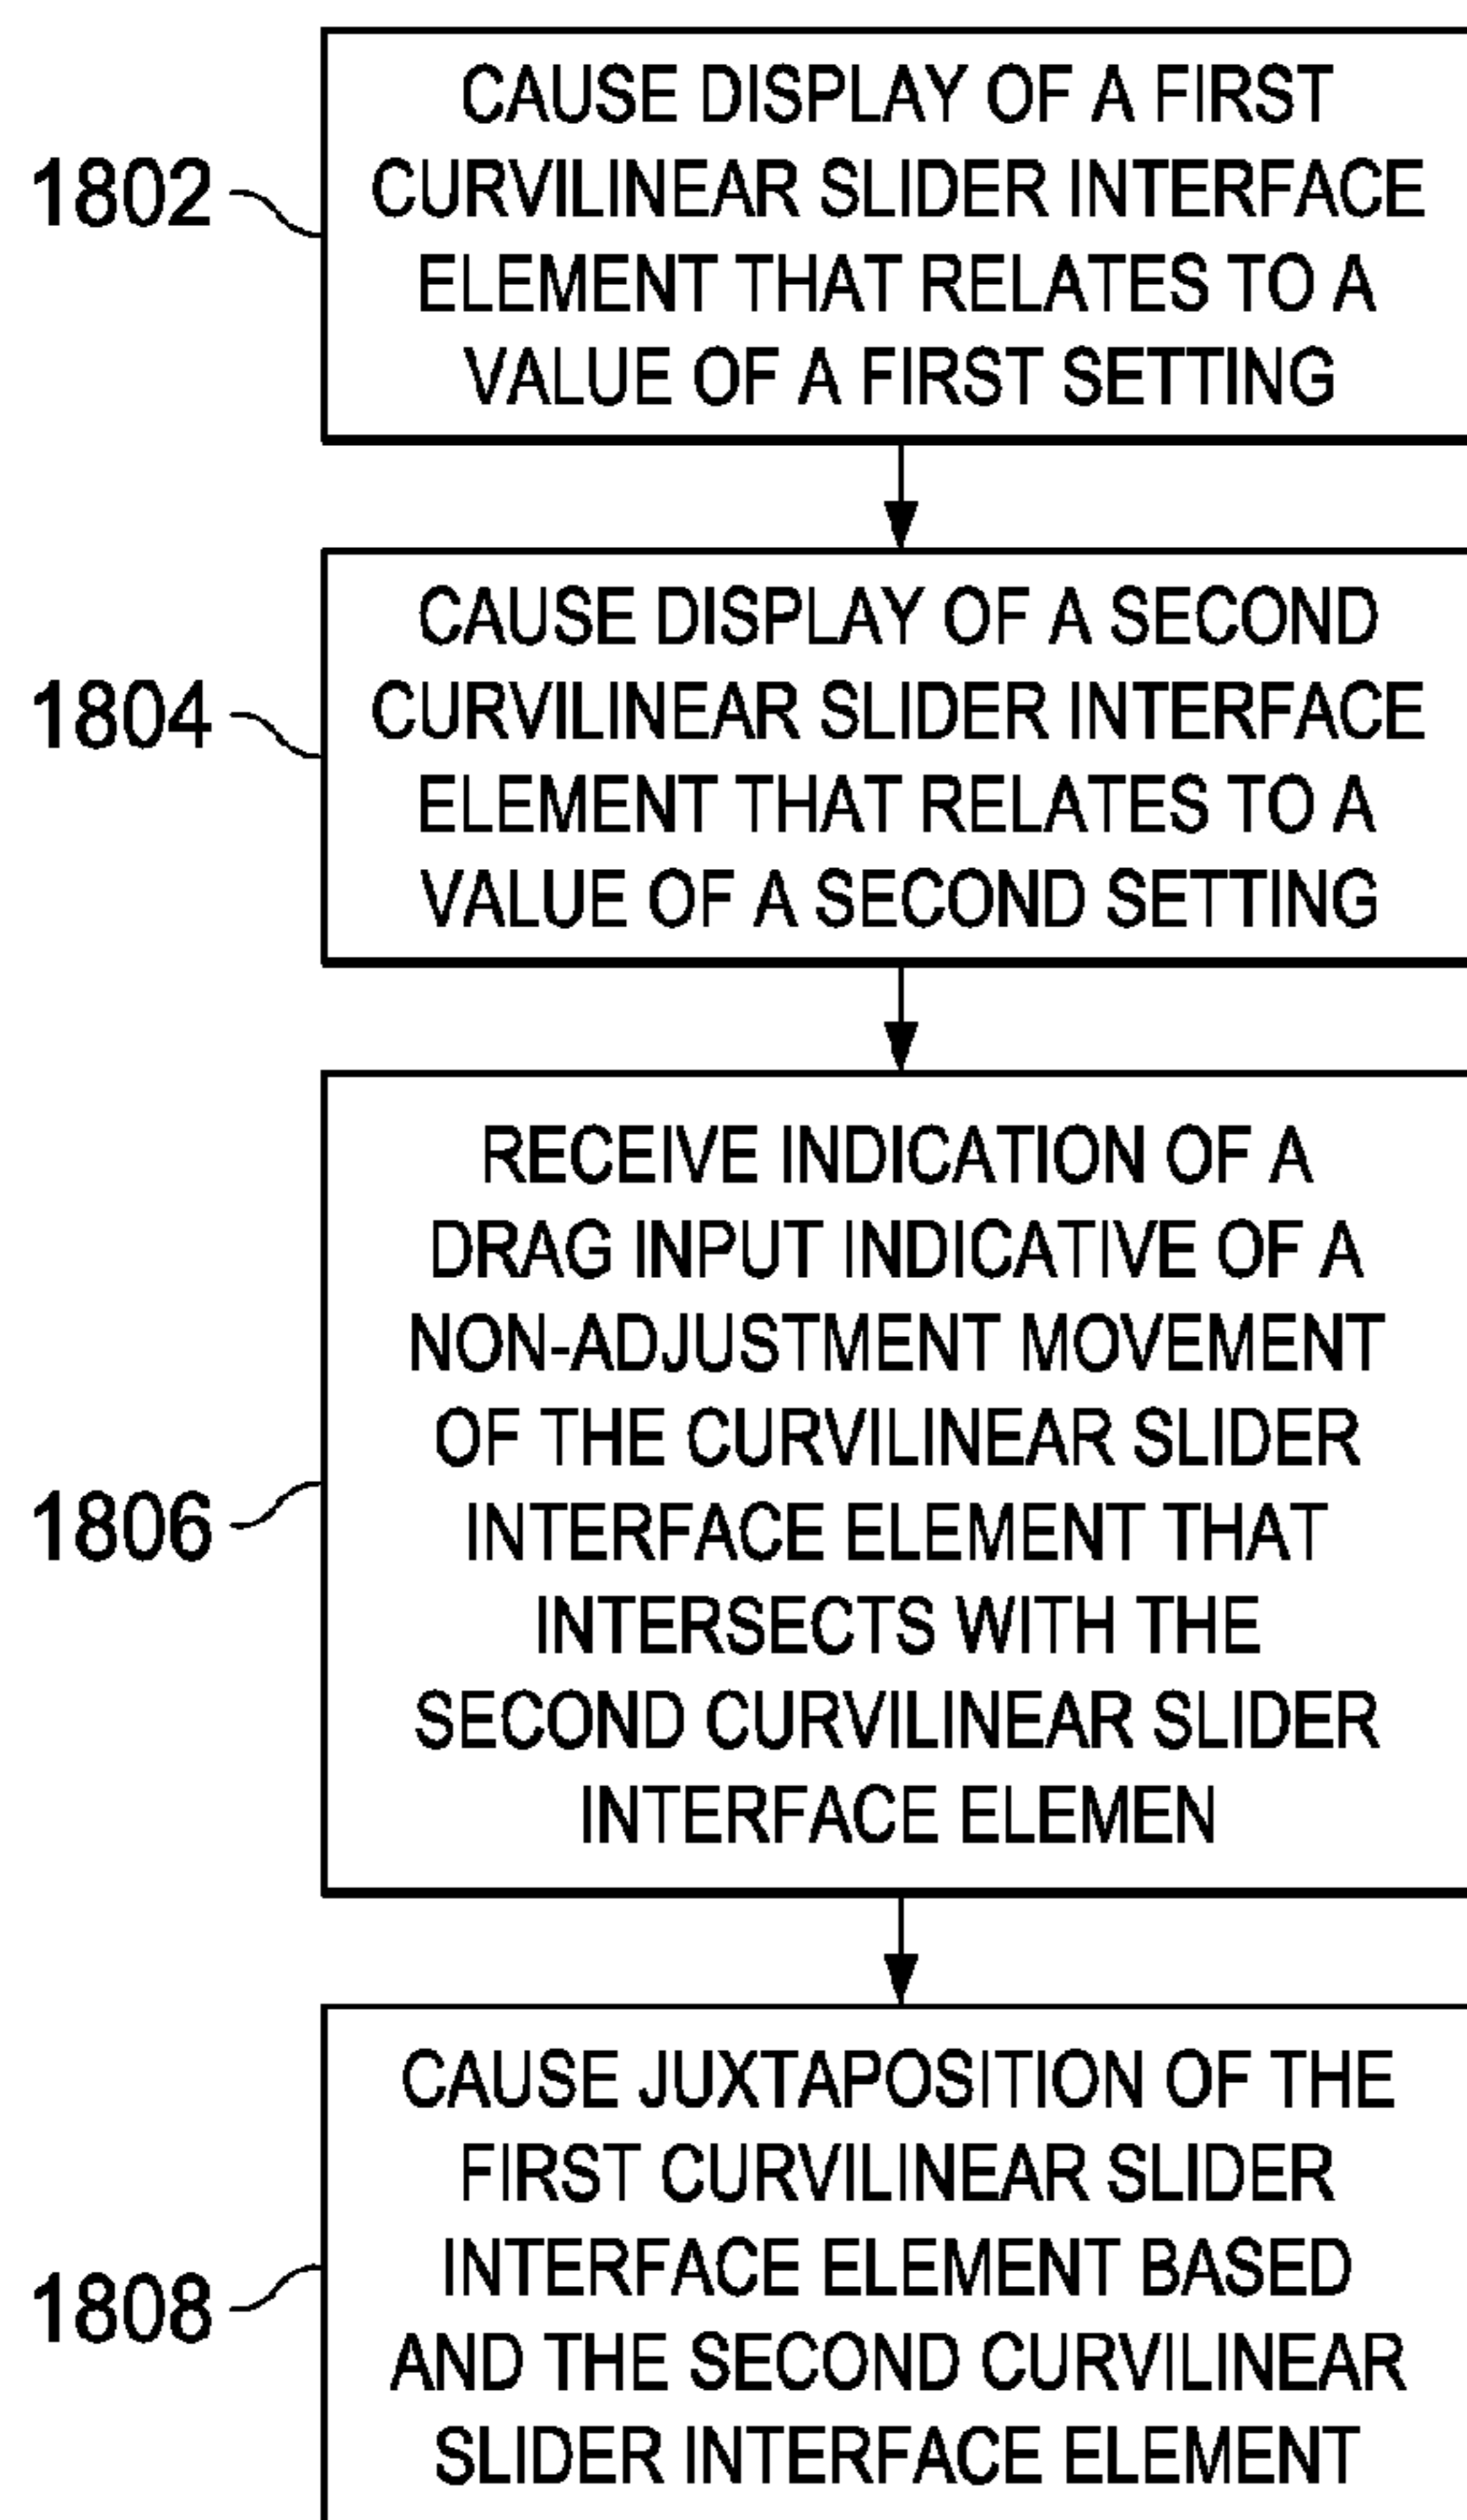 CAUSE DISPLAY OF A FIRST
1802
CURVILINEAR SLIDER INTERFACE
ELEMENT THAT RELATES TO A
VALUE OF A FIRST SETTING
CAUSE DISPLAY OF A SECOND
1804
CURVILINEAR SLIDER INTERFACE
ELEMENT THAT RELATES TO A
VALUE OF A SECOND SETTING
RECEIVE INDICATION OF A
DRAG INPUT INDICATIVE OF A
NON-ADJUSTMENT MOVEMENT
OF THE CURVILINEAR SLIDER
1806
INTERFACE ELEMENT THAT
INTERSECTS WITH THE
SECOND CURVILINEAR SLIDER
INTERFACE ELEMEN
CAUSE JUXTAPOSITION OF THE
FIRST CURVILINEAR SLIDER
1808
INTERFACE ELEMENT BASED
AND THE SECOND CURVILINEAR
SLIDER INTERFACE ELEMENT